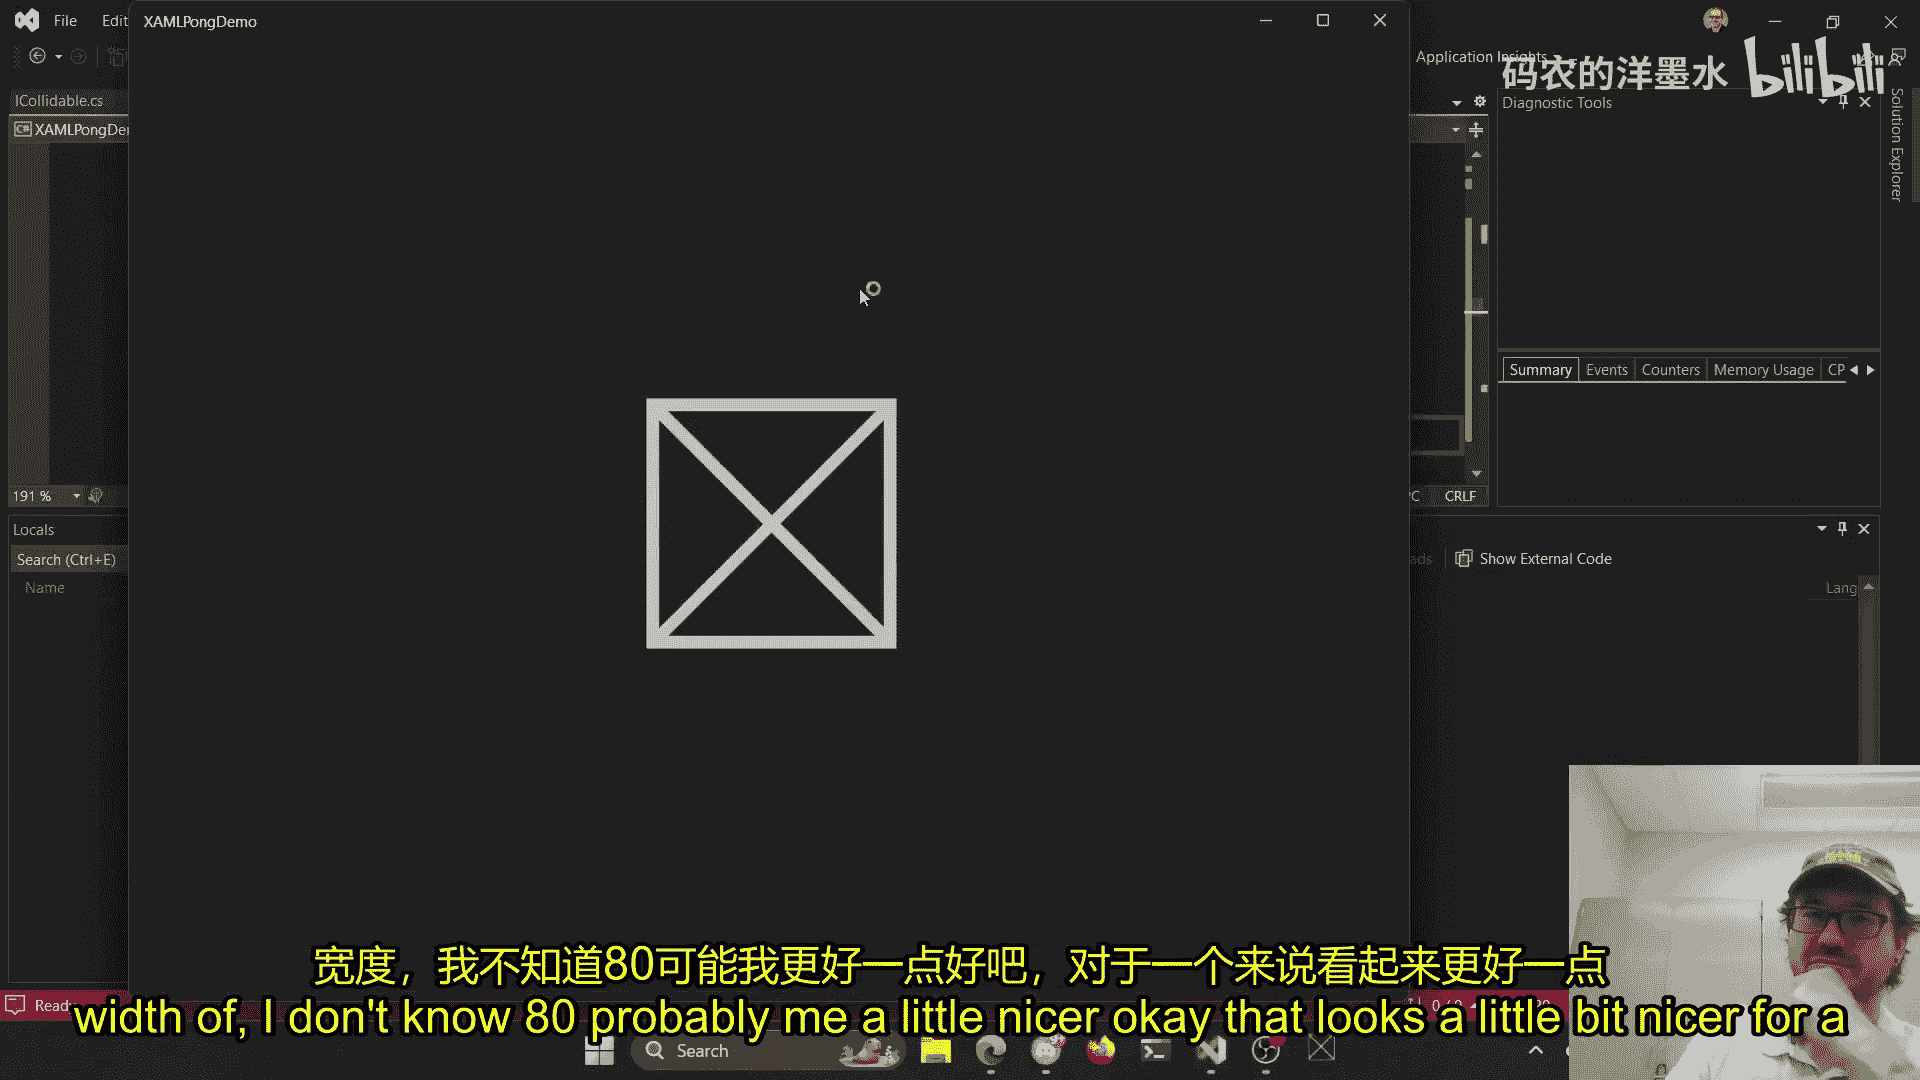 File
Edit
XAMLPongDemo
Application Insights
码农的洋墨水 bilibili
ICollidable.cs
Diagnostic Tools
XAMLPongDem
Solution Explorer
Summary
Events
Counters
Memory Usage
CP
191 %
CRLF
Locals
Search (Ctrl+E)
Show External Code
Name
Lang
宽度，我不知道80可能我更好一点好吧，对于一个来说看起来更好一点
Ready
width of, I don't know 80 probably me a little nicer okay that looks a little bit nicer for a
Search